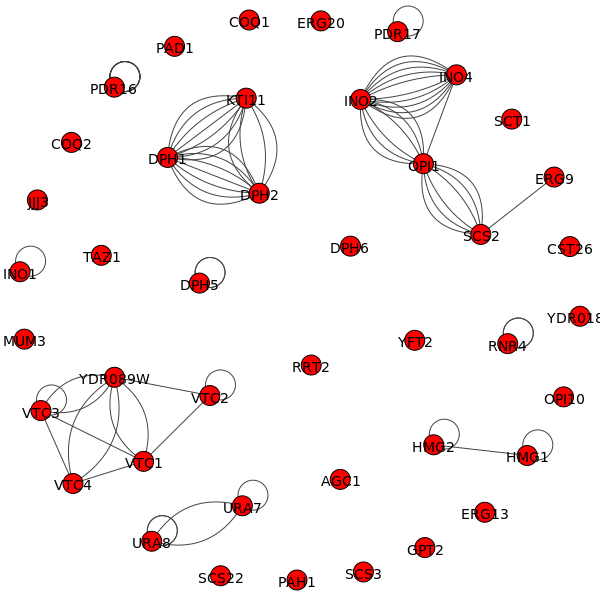 COQ1
ERG20
PDR17
PAD1
INO4
PDR16
KTI11
INO2
SCT1
COQ2
DPH1
OPI1
ERG9
DPH2
JJJ3
SCS2
DPH6
CST26
TAZ1
INO1
DPH5
YDR018
MUM3
YFT2
RNR4
RRT2
YDR089W
VTC2
OPI10
VTC3
HMG2
HMG1
VTC1
AGC1
VTC4
URA7
ERG13
URA8
GPT2
SCS22
PAH1
SCS3